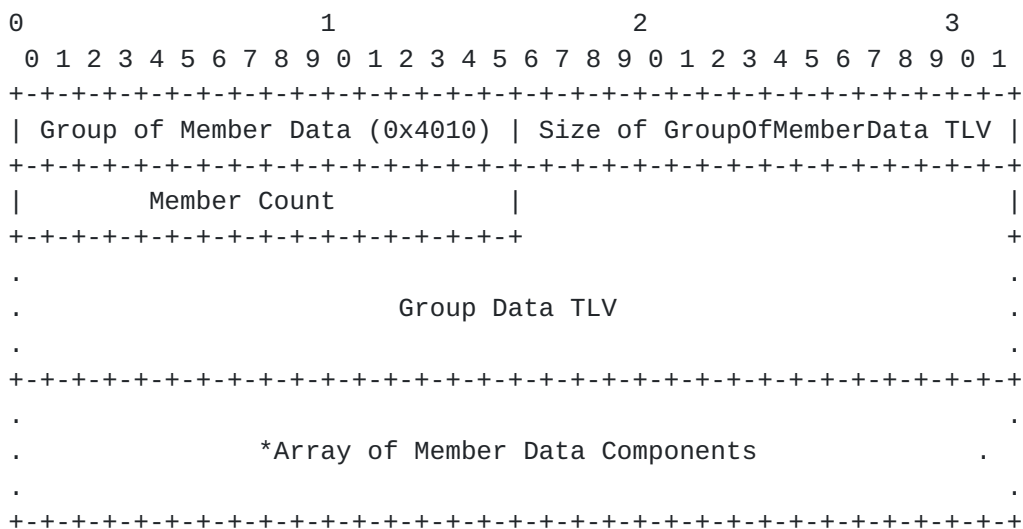 0                   1                   2                   3
 0 1 2 3 4 5 6 7 8 9 0 1 2 3 4 5 6 7 8 9 0 1 2 3 4 5 6 7 8 9 0 1
+-+-+-+-+-+-+-+-+-+-+-+-+-+-+-+-+-+-+-+-+-+-+-+-+-+-+-+-+-+-+-+-+
| Group of Member Data (0x4010) | Size of GroupOfMemberData TLV |
+-+-+-+-+-+-+-+-+-+-+-+-+-+-+-+-+-+-+-+-+-+-+-+-+-+-+-+-+-+-+-+-+
|        Member Count           |                               |
+-+-+-+-+-+-+-+-+-+-+-+-+-+-+-+-+                               +
.                                                               .
.                        Group Data TLV                         .
.                                                               .
+-+-+-+-+-+-+-+-+-+-+-+-+-+-+-+-+-+-+-+-+-+-+-+-+-+-+-+-+-+-+-+-+
.                                                               .
.               *Array of Member Data Components              .
.                                                               .
+-+-+-+-+-+-+-+-+-+-+-+-+-+-+-+-+-+-+-+-+-+-+-+-+-+-+-+-+-+-+-+-+